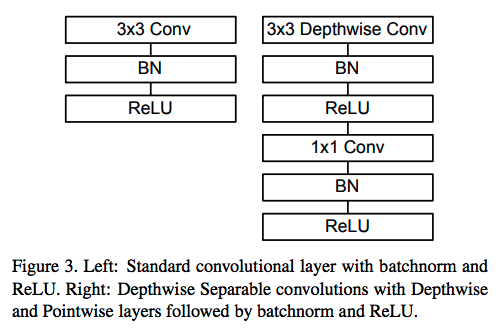 3x3 Conv
BN
ReLU
3x3 Depthwise Conv
BN
ReLU
1x1 Conv
BN
ReLU
Figure 3. Left: Standard convolutional layer with batchnorm and
ReLU. Right: Depthwise Separable convolutions with Depthwise
and Pointwise layers followed by batchnorm and ReLU.